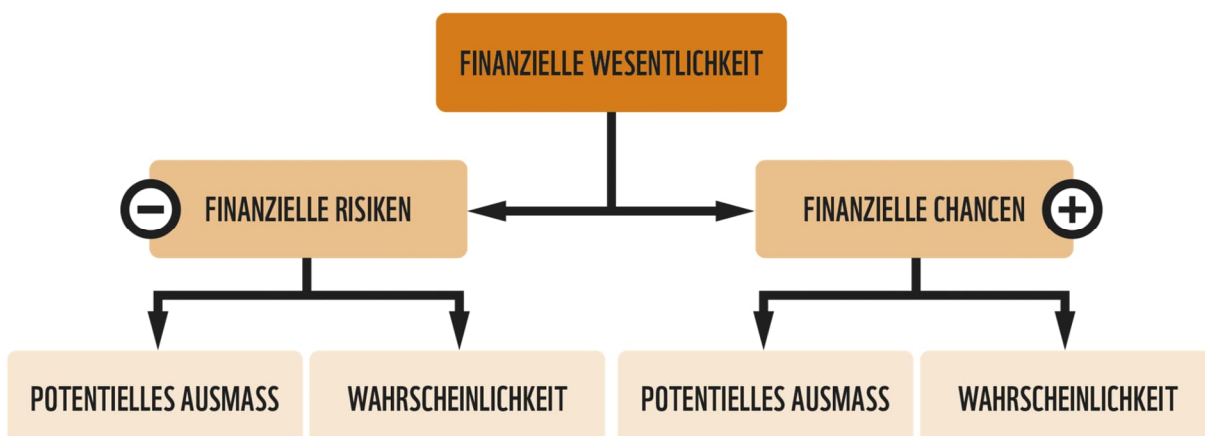 FINANZIELLE WESENTLICHKEIT
− FINANZIELLE RISIKEN
FINANZIELLE CHANCEN +
POTENTIELLES AUSMASS
WAHRSCHEINLICHKEIT
POTENTIELLES AUSMASS
WAHRSCHEINLICHKEIT